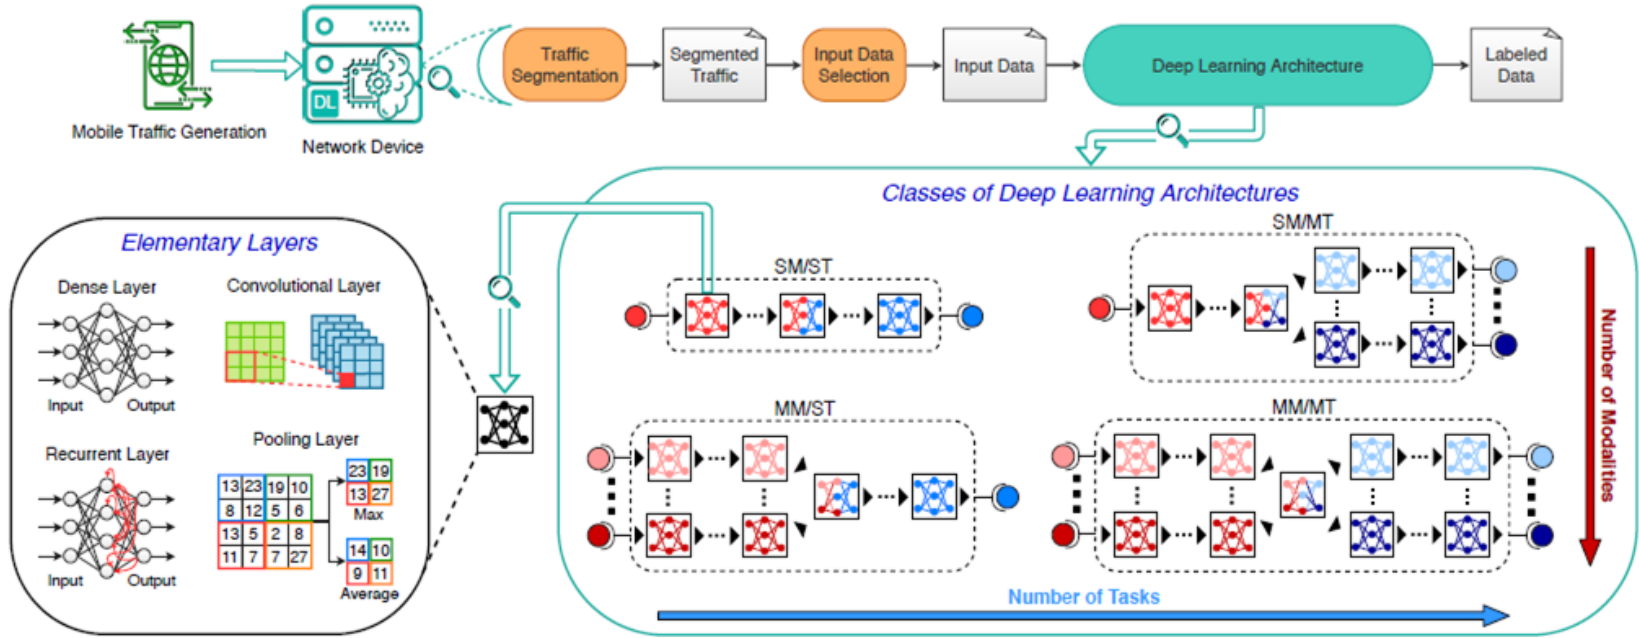 Mobile Traffic Generation
DL
Network Device
Traffic
Segmentation
Segmented
Traffic
Input Data
Selection
Input Data
Deep Learning Architecture
Labeled
Data
Classes of Deep Learning Architectures
Elementary Layers
Dense Layer
Input
Output
Convolutional Layer
Recurrent Layer
Input
Output
Pooling Layer
13 23 19 10
8 12 5 6
13 5 2 8
11 7 7 27
23 19
13 27
Max
14 10
9 11
Average
SM/ST
SM/MT
MM/ST
MM/MT
Number of Modalities
Number of Tasks